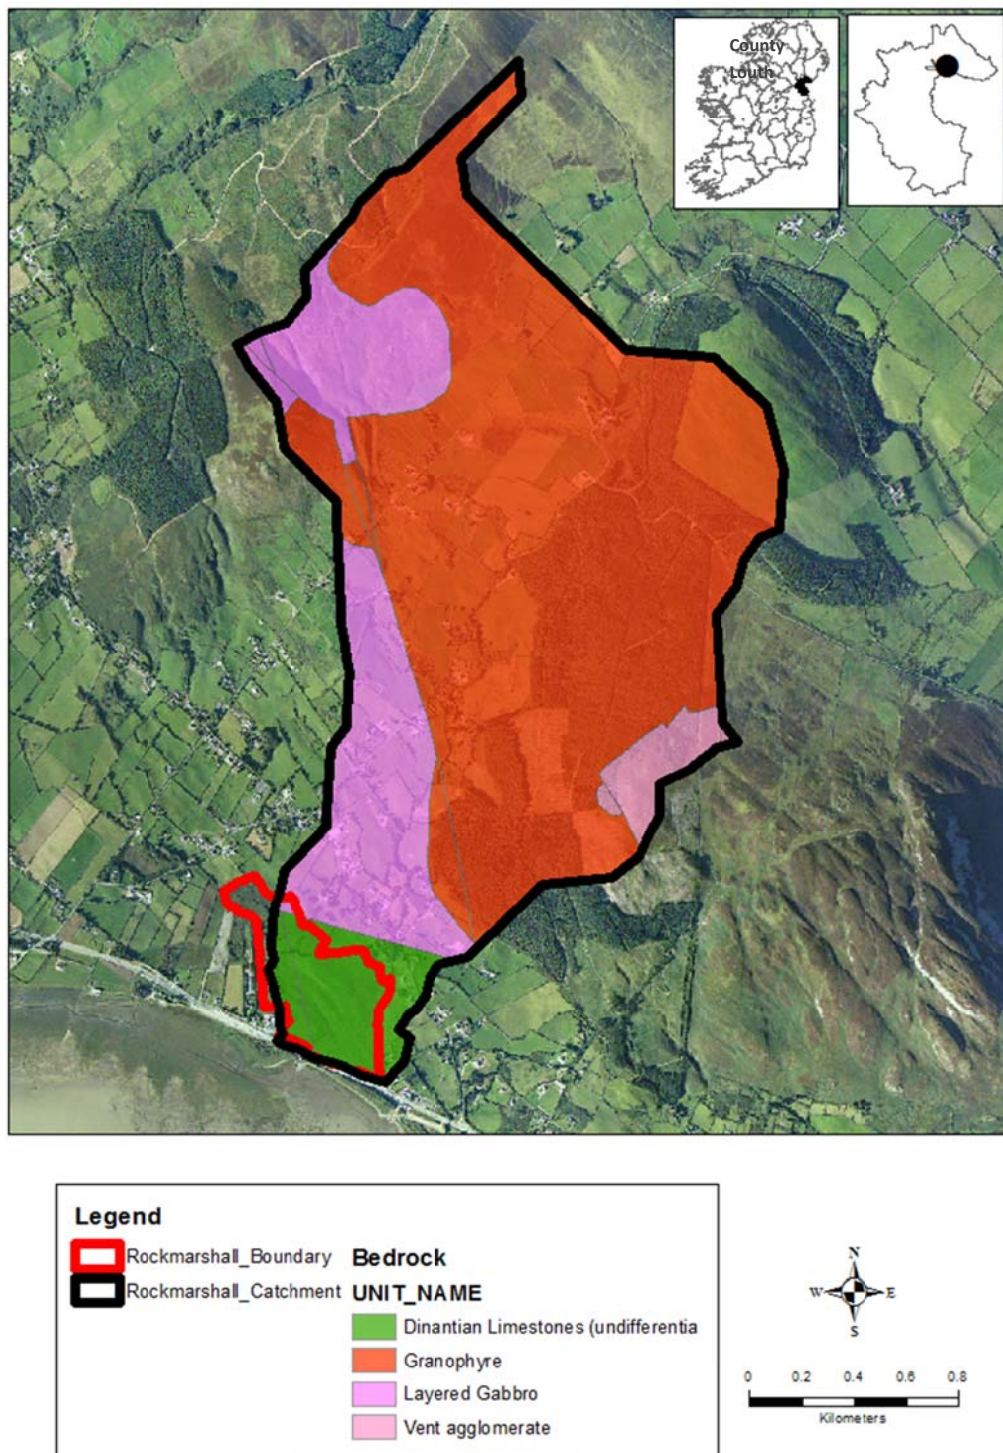 County
Louth
Legend
Rockmarshall_Boundary
Rockmarshall_Catchment
Bedrock
UNIT_NAME
Dinantian Limestones (undifferentia
Granophyre
Layered Gabbro
Vent agglomerate
N
W E
S
0 0.2 0.4 0.6 0.8
Kilometers